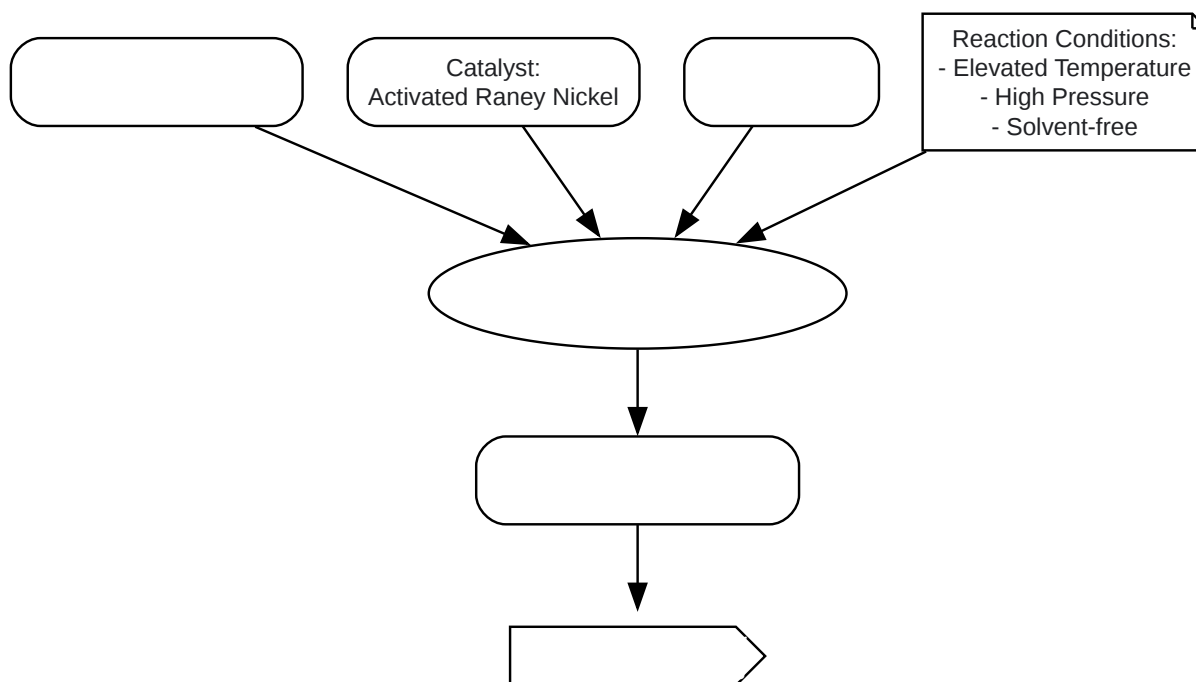 Catalyst:
Activated Raney Nickel
Reaction Conditions:
- Elevated Temperature
- High Pressure
- Solvent-free